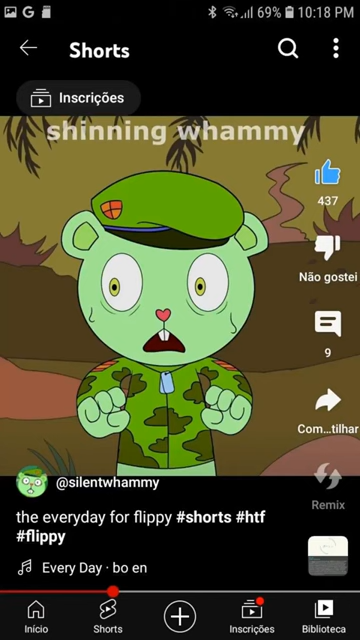 69% 10:18 PM
Shorts
Inscrições
shinning whammy
437
Não gostei
9
Com...tilhar
@silentwhammy
Remix
the everyday for flippy #shorts #htf
#flippy
Every Day · bo en
Início
Shorts
Inscrições
Biblioteca